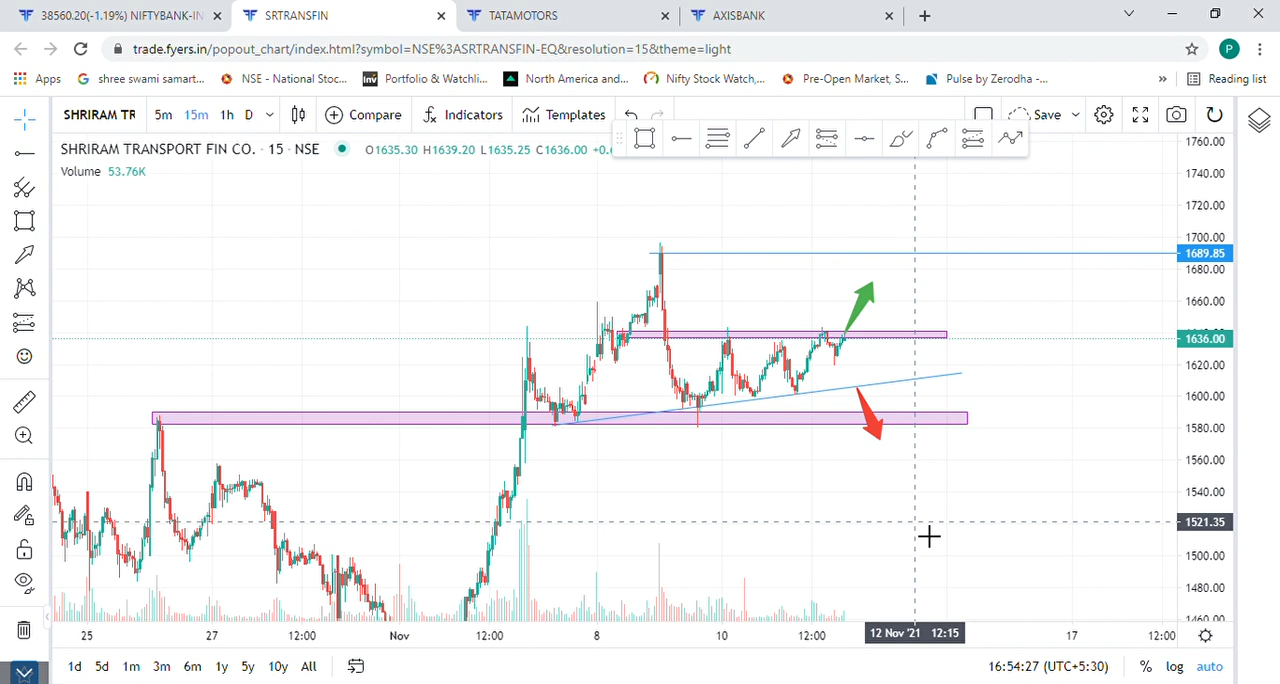 38560.20(-1.19%) NIFTYBANK-IN
SRTRANSFIN
TATAMOTORS
AXISBANK
trade.fyers.in/popout_chart/index.html?symbol=NSE%3ASRTRANSFIN-EQ&resolution=15&theme=light
P
Apps
shree swami samart...
NSE - National Stoc...
Portfolio & Watchli...
North America and...
Nifty Stock Watch,...
Pre-Open Market, S...
Pulse by Zerodha -...
»
Reading list
SHRIRAM TR
5m 15m 1h D
Compare
Indicators
Templates
Save
SHRIRAM TRANSPORT FIN CO. · 15 · NSE
O1635.30 H1639.20 L1635.25 C1636.00
Volume 53.76K
1760.00
1740.00
1720.00
1700.00
1689.85
1680.00
1660.00
1636.00
1620.00
1600.00
1580.00
1560.00
1540.00
1521.35
1500.00
1480.00
1460.00
25 27 12:00 Nov 12:00 8 10 12:00 12 Nov '21 12:15 17 12:00
1d 5d 1m 3m 6m 1y 5y 10y All
16:54:27 (UTC+5:30) % log auto